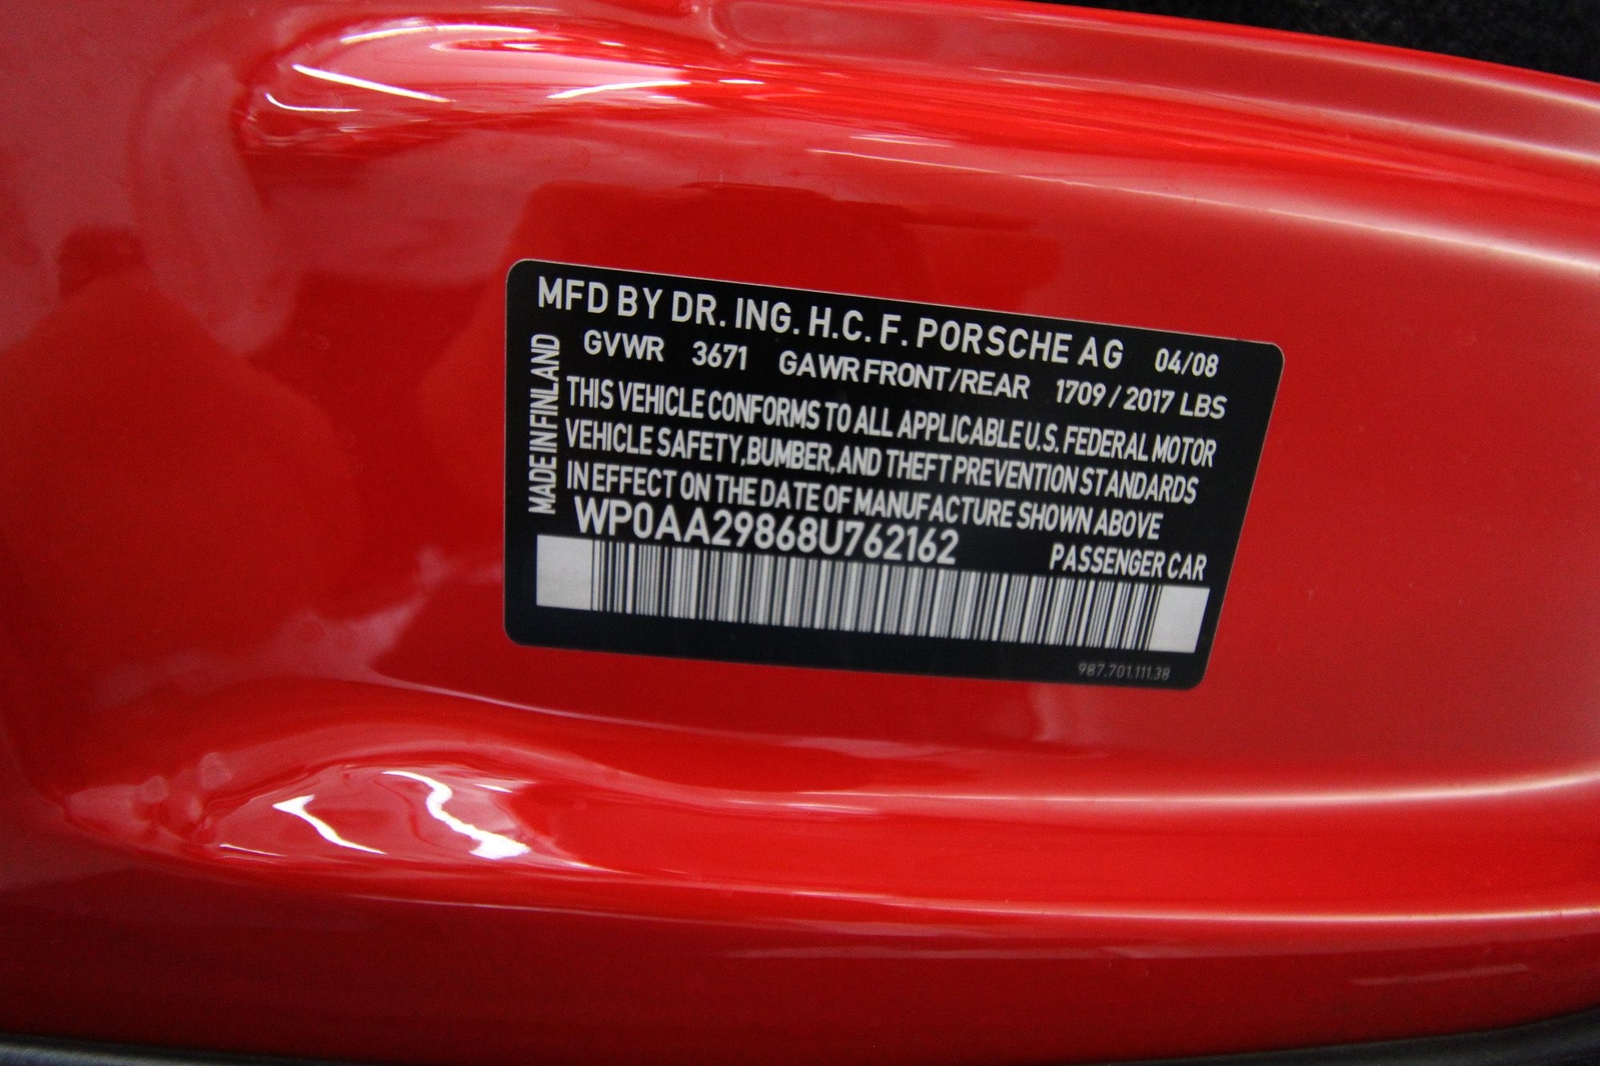 MFD BY DR. ING. H.C. F. PORSCHE AG 04/08
GVWR 3671 GAWR FRONT/REAR 1709 / 2017 LBS
MADE IN FINLAND
THIS VEHICLE CONFORMS TO ALL APPLICABLE U.S. FEDERAL MOTOR
VEHICLE SAFETY, BUMBER, AND THEFT PREVENTION STANDARDS
IN EFFECT ON THE DATE OF MANUFACTURE SHOWN ABOVE
WP0AA29868U762162 PASSENGER CAR
987.701.111.38